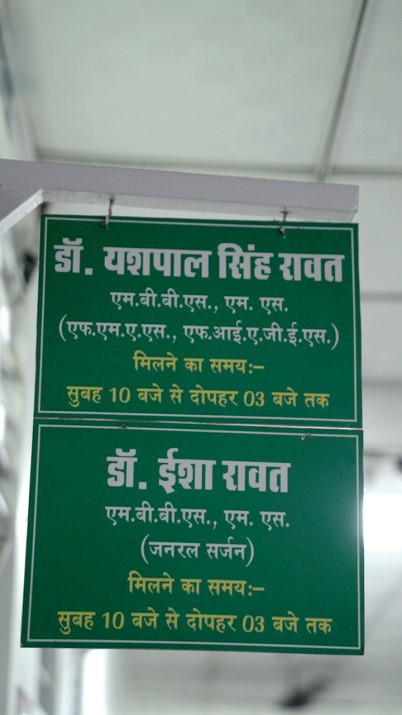 डॉ. यशपाल सिंह रावत
एम.बी.बी.एस., एम. एस.
(एफ.एम.ए.एस., एफ.आई.ए.जी.ई.एस.)
मिलने का समय:–
सुबह 10 बजे से दोपहर 03 बजे तक
डॉ. ईशा रावत
एम.बी.बी.एस., एम. एस.
(जनरल सर्जन)
मिलने का समय:–
सुबह 10 बजे से दोपहर 03 बजे तक